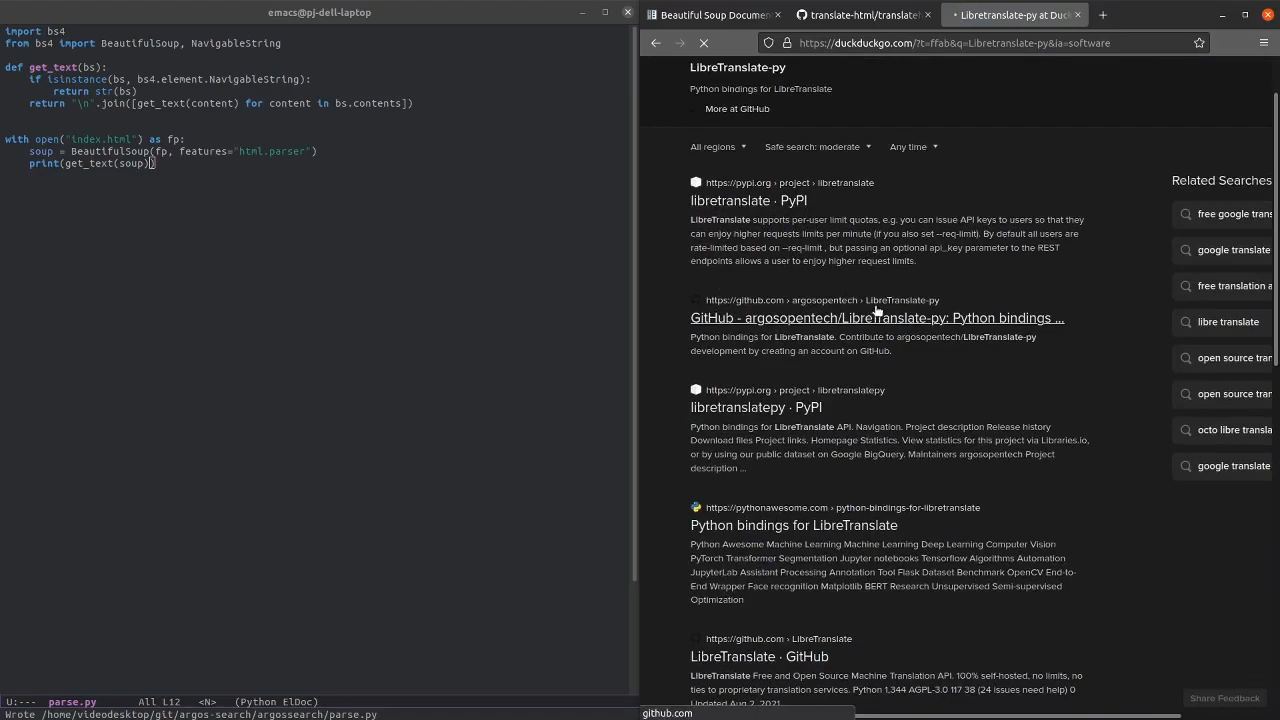 emacs@pj-dell-laptop
import bs4
from bs4 import BeautifulSoup, NavigableString
def get_text(bs):
if isinstance(bs, bs4.element.NavigableString):
return str(bs)
return "\n".join([get_text(content) for content in bs.contents])
with open("index.html") as fp:
soup = BeautifulSoup(fp, features="html.parser")
print(get_text(soup))
U:--- parse.py All L12 <N> (Python ElDoc)
Wrote /home/videodesktop/git/argos-search/argossearch/parse.py
Beautiful Soup Documen
translate-html/translate
Libretranslate-py at Duc
https://duckduckgo.com/?t=ffab&q=Libretranslate-py&ia=software
LibreTranslate-py
Python bindings for LibreTranslate
More at GitHub
All regions
Safe search: moderate
Any time
https://pypi.org › project › libretranslate
libretranslate · PyPI
LibreTranslate supports per-user limit quotas, e.g. you can issue API keys to users so that they
can enjoy higher requests limits per minute (if you also set --req-limit). By default all users are
rate-limited based on --req-limit , but passing an optional api_key parameter to the REST
endpoints allows a user to enjoy higher request limits.
https://github.com › argosopentech › LibreTranslate-py
GitHub - argosopentech/LibreTranslate-py: Python bindings ...
Python bindings for LibreTranslate. Contribute to argosopentech/LibreTranslate-py
development by creating an account on GitHub.
https://pypi.org › project › libretranslatepy
libretranslatepy · PyPI
Python bindings for LibreTranslate API. Navigation. Project description Release history
Download files Project links. Homepage Statistics. View statistics for this project via Libraries.io,
or by using our public dataset on Google BigQuery. Maintainers argosopentech Project
description ...
https://pythonawesome.com › python-bindings-for-libretranslate
Python bindings for LibreTranslate
Python Awesome Machine Learning Machine Learning Deep Learning Computer Vision
PyTorch Transformer Segmentation Jupyter notebooks Tensorflow Algorithms Automation
JupyterLab Assistant Processing Annotation Tool Flask Dataset Benchmark OpenCV End-to-
End Wrapper Face recognition Matplotlib BERT Research Unsupervised Semi-supervised
Optimization
https://github.com › LibreTranslate
LibreTranslate · GitHub
LibreTranslate Free and Open Source Machine Translation API. 100% self-hosted, no limits, no
ties to proprietary translation services. Python 1,344 AGPL-3.0 117 38 (24 issues need help) 0
Updated Aug 2, 2021
Related Searches
free google trans
google translate
free translation a
libre translate
open source tran
open source tran
octo libre transla
google translate
Share Feedback
github.com